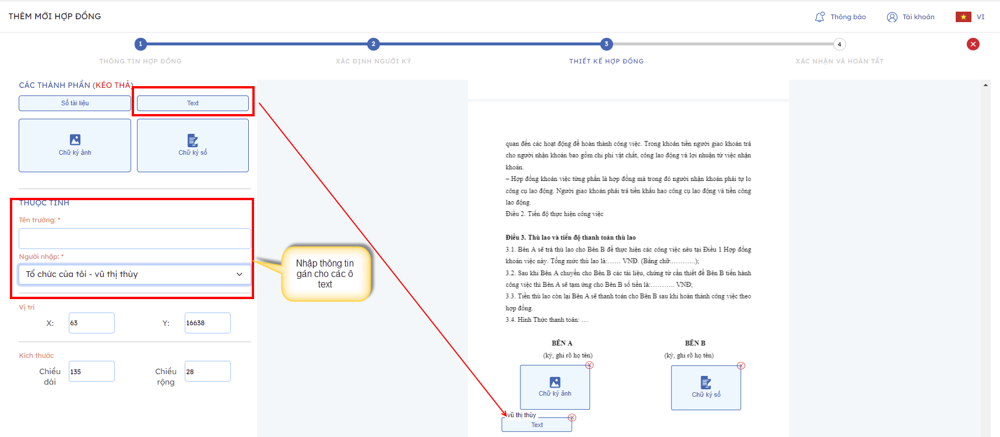 THÊM MỚI HỢP ĐỒNG
Thông báo
Tài khoản
VI
1
2
3
4
THÔNG TIN HỢP ĐỒNG
XÁC ĐỊNH NGƯỜI KÝ
THIẾT KẾ HỢP ĐỒNG
XÁC NHẬN VÀ HOÀN TẤT
CÁC THÀNH PHẦN (KÉO THẢ)
Số tài liệu
Text
Chữ ký ảnh
Chữ ký số
THUỘC TÍNH
Tên trường: *
Người nhập: *
Tổ chức của tôi - vũ thị thùy
Nhập thông tin
gán cho các ô
text
Vị trí
X:
63
Y:
16638
Kích thước
Chiều
dài
135
Chiều
rộng
28
quan đến các hoạt động để hoàn thành công việc. Trong khoản tiền người giao khoán trả
cho người nhận khoán bao gồm chi phí vật chất, công lao động và lợi nhuận từ việc nhận
khoán.
– Hợp đồng khoán việc từng phần là hợp đồng mà trong đó người nhận khoán phải tự lo
công cụ lao động. Người giao khoán phải trả tiền khấu hao công cụ lao động và tiền công
lao động.
Điều 2. Tiến độ thực hiện công việc
Điều 3. Thù lao và tiến độ thanh toán thù lao
3.1. Bên A sẽ trả thù lao cho Bên B để thực hiện các công việc nêu tại Điều 1 Hợp đồng
khoán việc này. Tổng mức thù lao là:…… VNĐ. (Bằng chữ:………..);
3.2. Sau khi Bên A chuyển cho Bên B các tài liệu, chứng từ cần thiết để Bên B tiến hành
công việc thì Bên A sẽ tạm ứng cho Bên B số tiền là:……….. VNĐ;
3.3. Tiền thù lao còn lại Bên A sẽ thanh toán cho Bên B sau khi hoàn thành công việc theo
hợp đồng.
3.4. Hình Thức thanh toán: …
BÊN A
BÊN B
(ký, ghi rõ họ tên)
(ký, ghi rõ họ tên)
Chữ ký ảnh
Chữ ký số
vũ thị thùy
Text